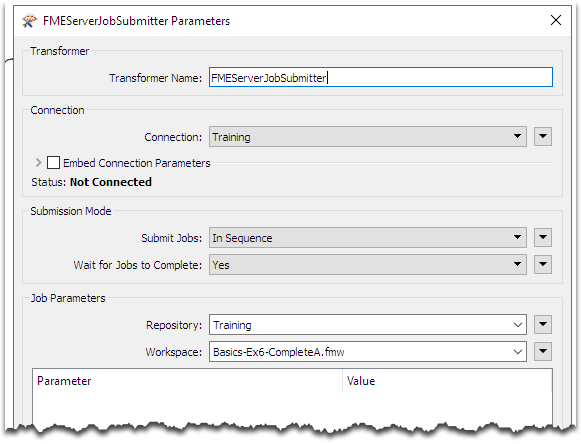 FMEServerJobSubmitter Parameters
Transformer
Transformer Name: FMEServerJobSubmitter
Connection
Connection: Training
Embed Connection Parameters
Status: Not Connected
Submission Mode
Submit Jobs: In Sequence
Wait for Jobs to Complete: Yes
Job Parameters
Repository: Training
Workspace: Basics-Ex6-CompleteA.fmw
Parameter Value